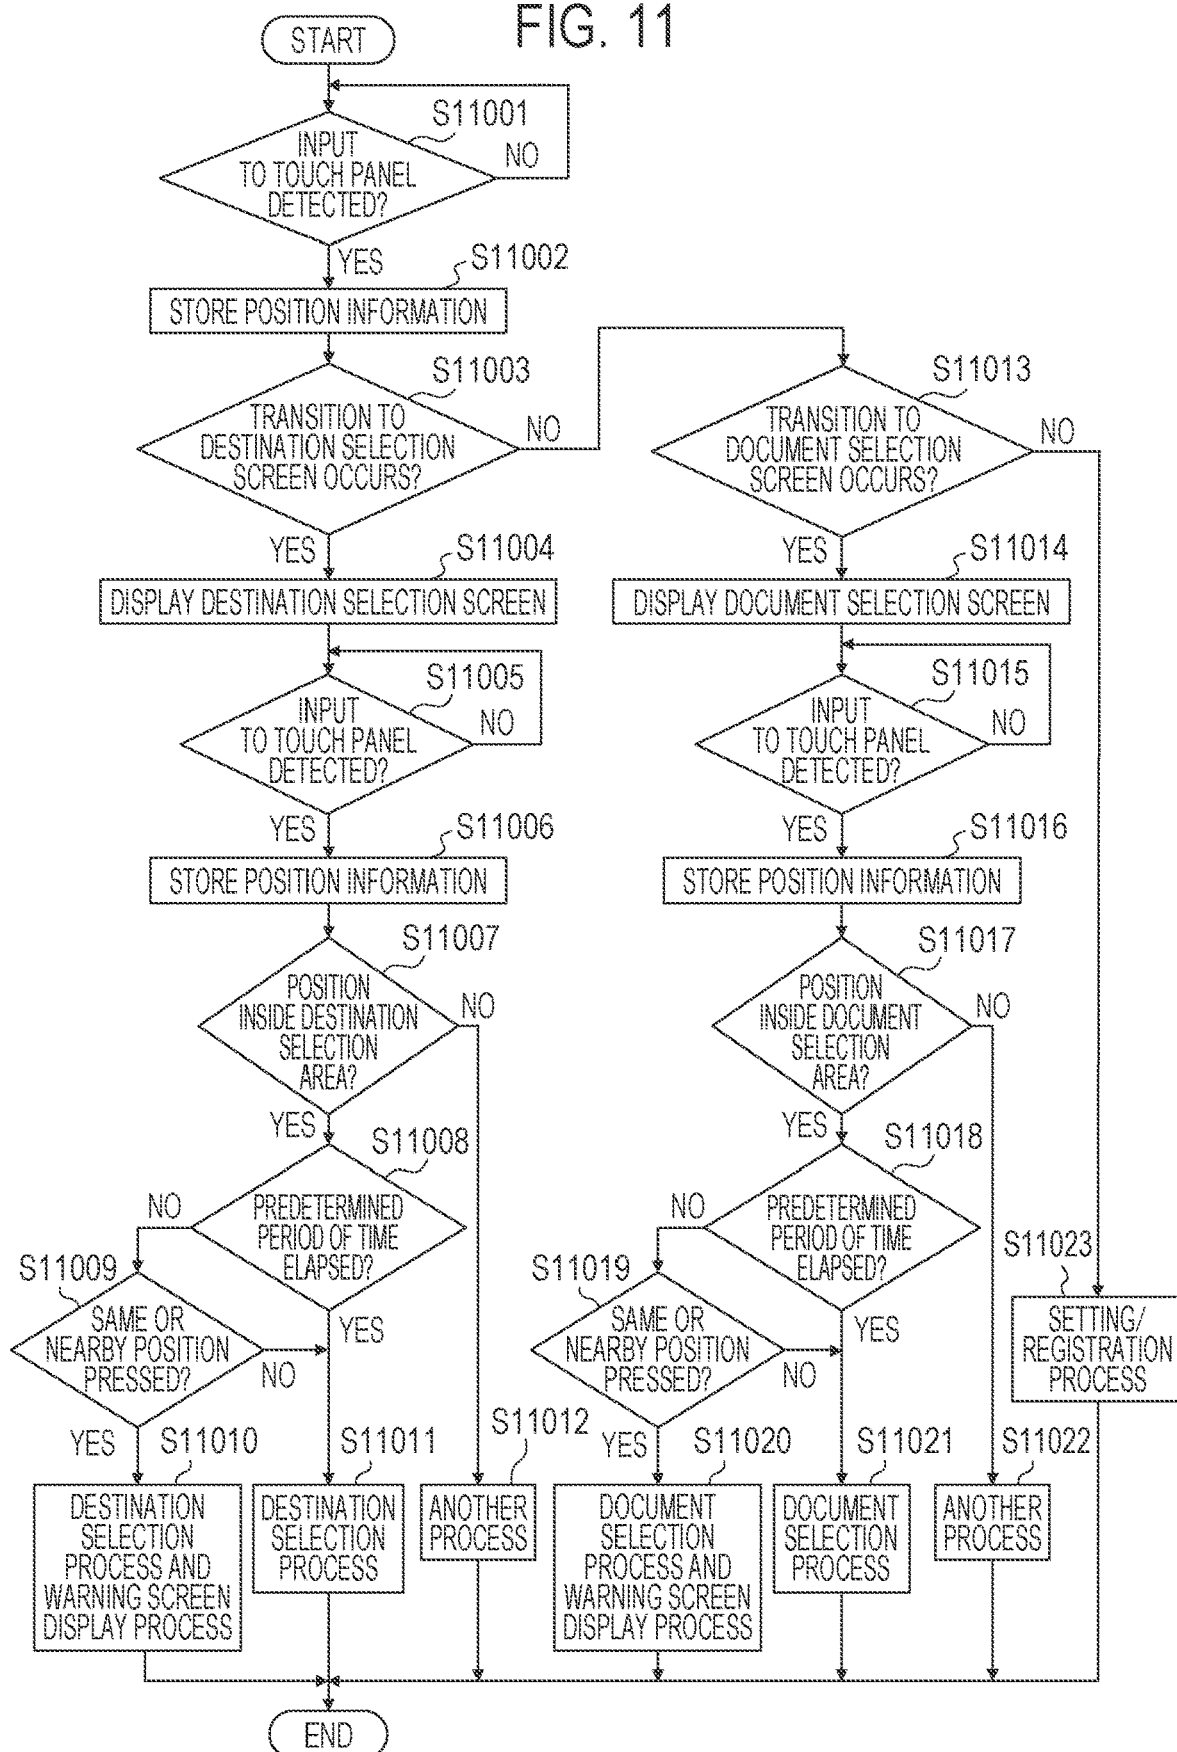 FIG. 11
START
S11001
INPUT
TO TOUCH PANEL
DETECTED?
NO
YES
S11002
STORE POSITION INFORMATION
S11003
TRANSITION TO
DESTINATION SELECTION
SCREEN OCCURS?
NO
YES
S11004
DISPLAY DESTINATION SELECTION SCREEN
S11005
INPUT
TO TOUCH PANEL
DETECTED?
NO
YES
S11006
STORE POSITION INFORMATION
S11007
POSITION
INSIDE DESTINATION
SELECTION
AREA?
NO
YES
S11008
PREDETERMINED
PERIOD OF TIME
ELAPSED?
NO
YES
S11009
SAME OR
NEARBY POSITION
PRESSED?
NO
YES
S11010
DESTINATION
SELECTION
PROCESS AND
WARNING SCREEN
DISPLAY PROCESS
S11011
DESTINATION
SELECTION
PROCESS
S11012
ANOTHER
PROCESS
S11013
TRANSITION TO
DOCUMENT SELECTION
SCREEN OCCURS?
NO
YES
S11014
DISPLAY DOCUMENT SELECTION SCREEN
S11015
INPUT
TO TOUCH PANEL
DETECTED?
NO
YES
S11016
STORE POSITION INFORMATION
S11017
POSITION
INSIDE DOCUMENT
SELECTION
AREA?
NO
YES
S11018
PREDETERMINED
PERIOD OF TIME
ELAPSED?
NO
YES
S11019
SAME OR
NEARBY POSITION
PRESSED?
NO
YES
S11020
DOCUMENT
SELECTION
PROCESS AND
WARNING SCREEN
DISPLAY PROCESS
S11021
DOCUMENT
SELECTION
PROCESS
S11022
ANOTHER
PROCESS
S11023
SETTING/
REGISTRATION
PROCESS
END